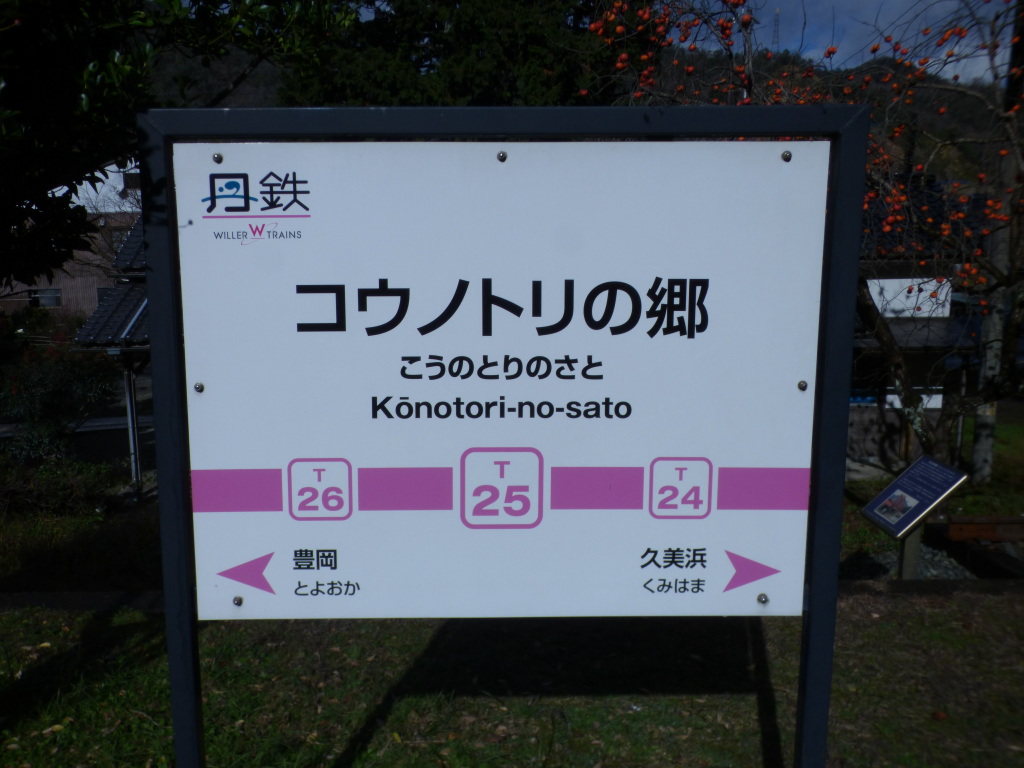 丹鉄
WILLER TRAINS
コウノトリの郷
こうのとりのさと
Kōnotori-no-sato
T 26
T 25
T 24
豊岡
とよおか
久美浜
くみはま